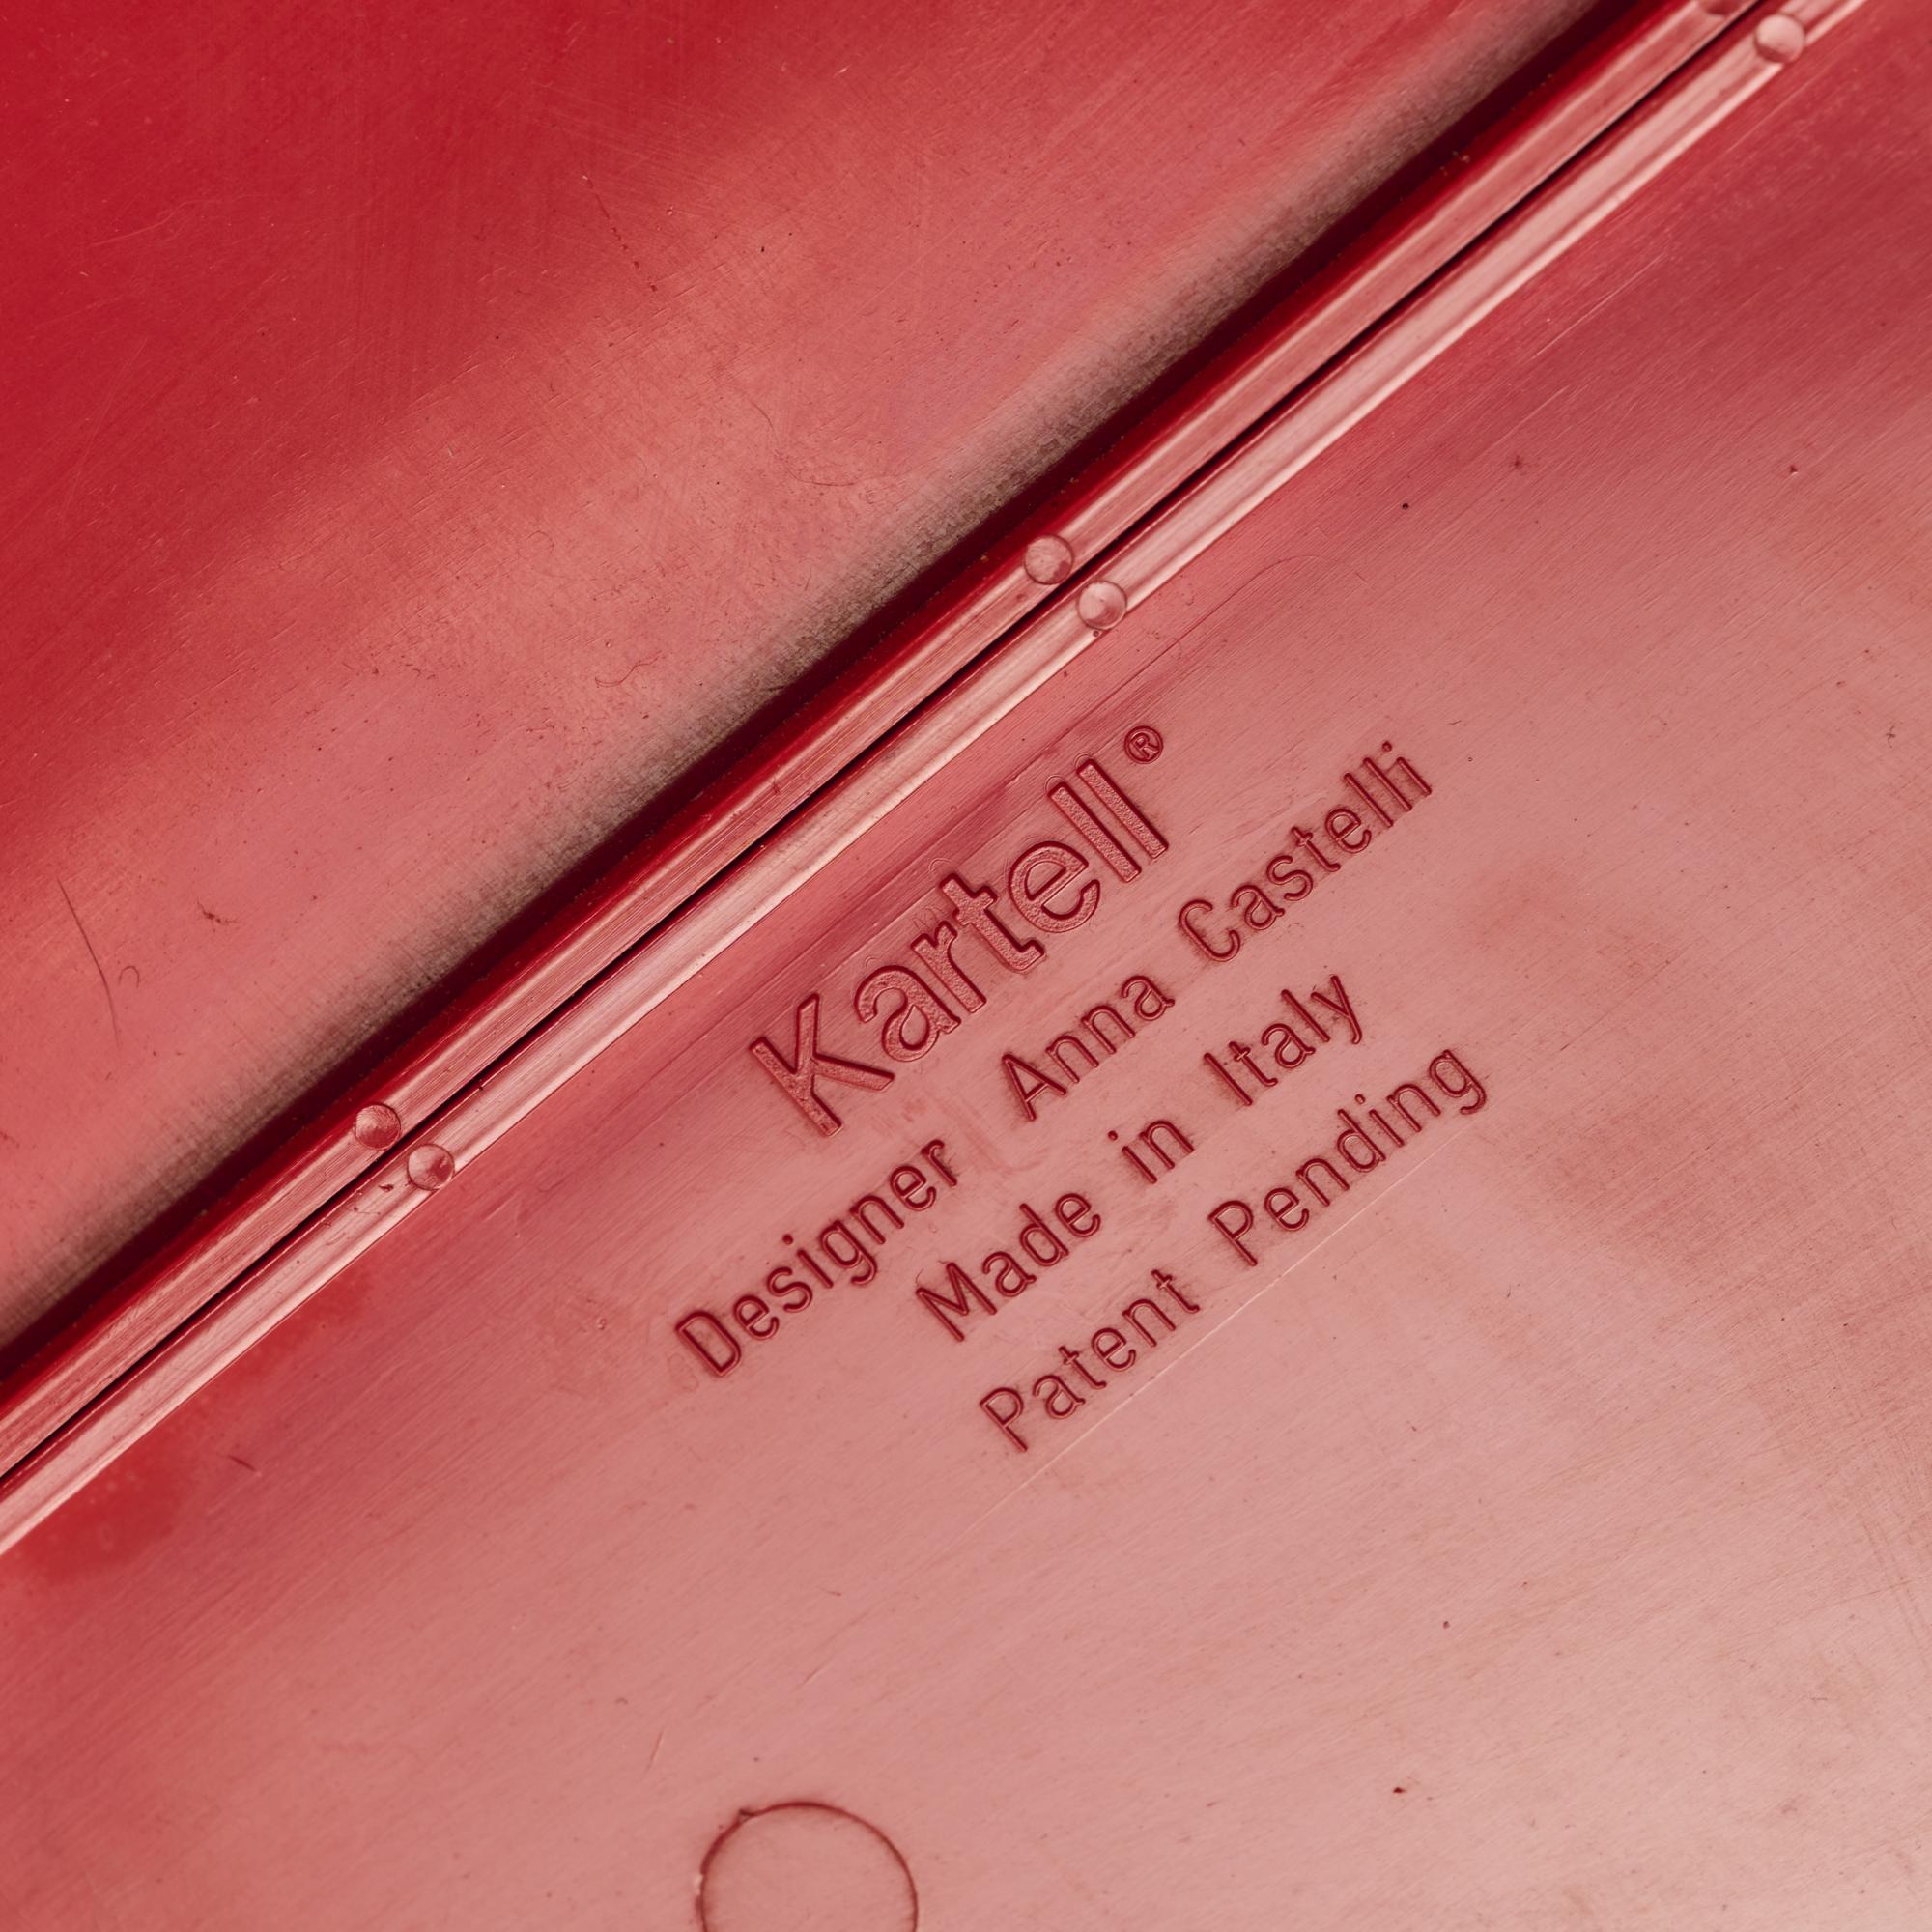 Kartell®
Designer Anna Castelli
Made in Italy
Patent Pending